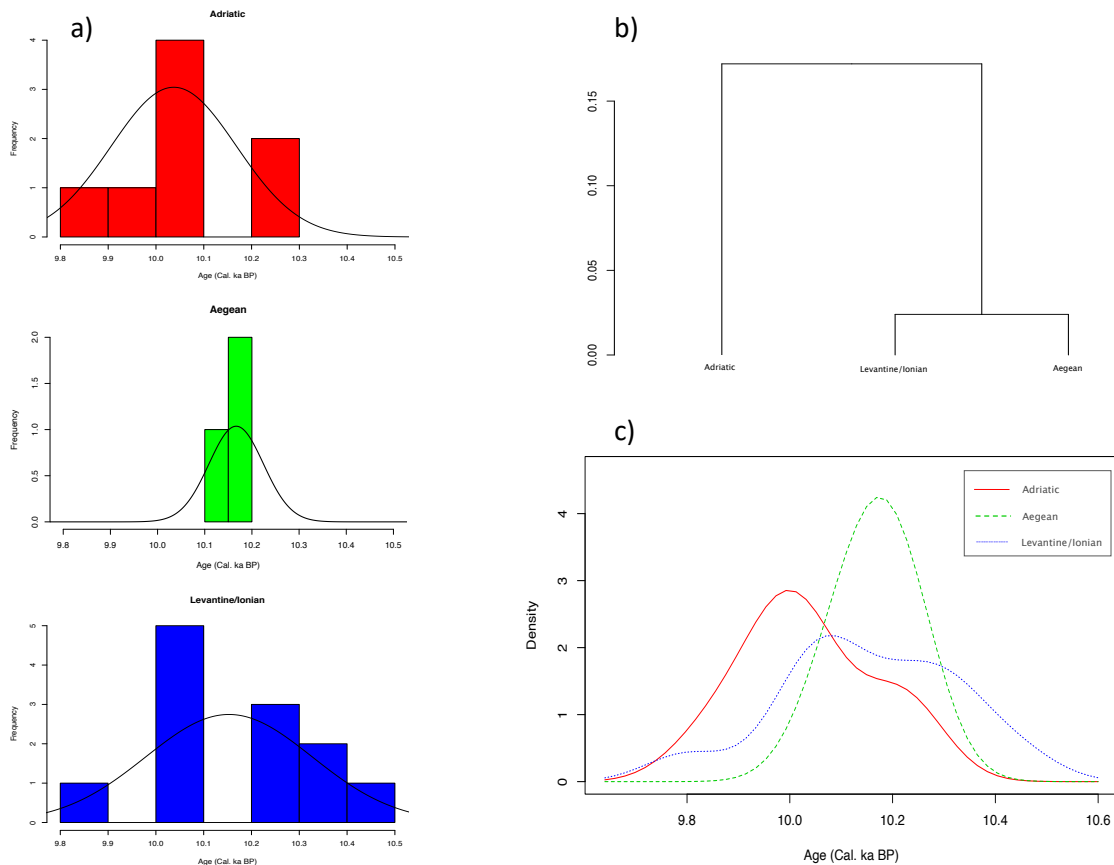 a)
Adriatic
Frequency
4
3
2
1
0
9.8 9.9 10.0 10.1 10.2 10.3 10.4 10.5
Age (Cal. ka BP)
Aegean
Frequency
2.0
1.5
1.0
0.5
0.0
9.8 9.9 10.0 10.1 10.2 10.3 10.4 10.5
Age (Cal. ka BP)
Levantine/Ionian
Frequency
5
4
3
2
1
0
9.8 9.9 10.0 10.1 10.2 10.3 10.4 10.5
Age (Cal. ka BP)
b)
0.15
0.10
0.05
0.00
Adriatic Levantine/Ionian Aegean
c)
Adriatic
Aegean
Levantine/Ionian
Density
4
3
2
1
0
9.8 10.0 10.2 10.4 10.6
Age (Cal. ka BP)